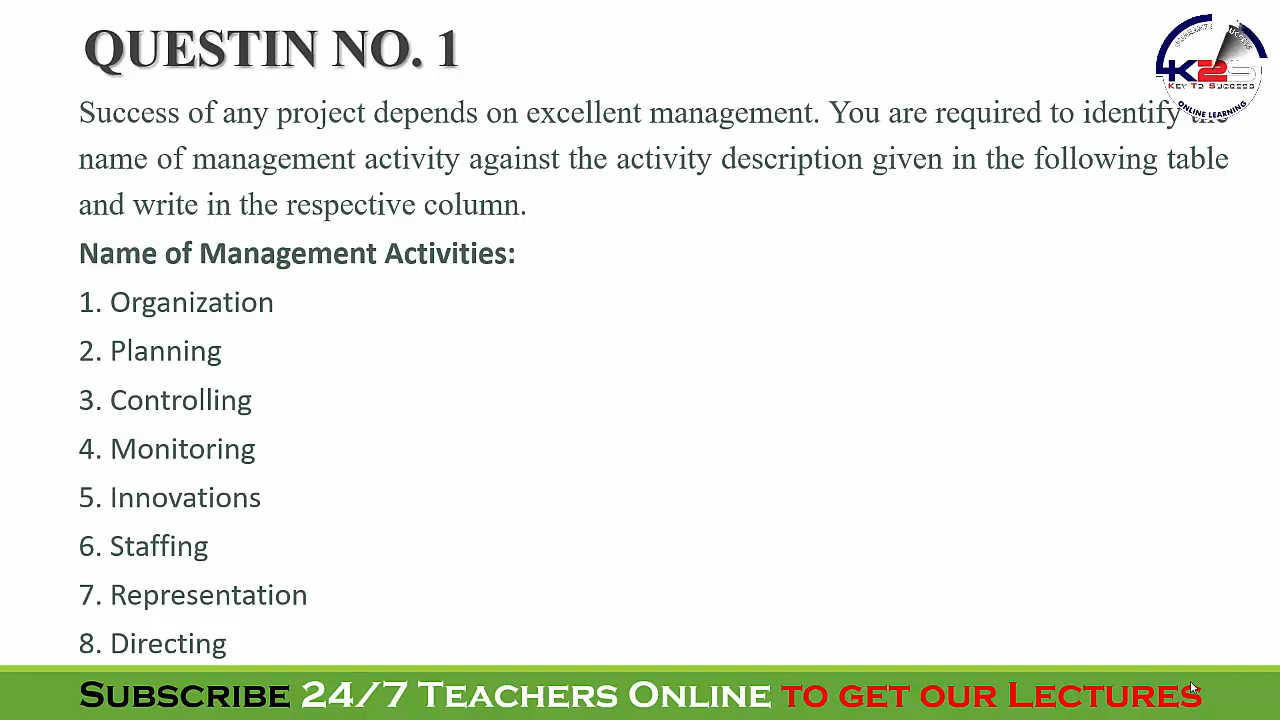 QUESTIN NO. 1
Success of any project depends on excellent management. You are required to identify the
name of management activity against the activity description given in the following table
and write in the respective column.
Name of Management Activities:
1. Organization
2. Planning
3. Controlling
4. Monitoring
5. Innovations
6. Staffing
7. Representation
8. Directing
K2S
KEY TO SUCCESS
ONLINE LEARNING
SUBSCRIBE 24/7 TEACHERS ONLINE TO GET OUR LECTURES